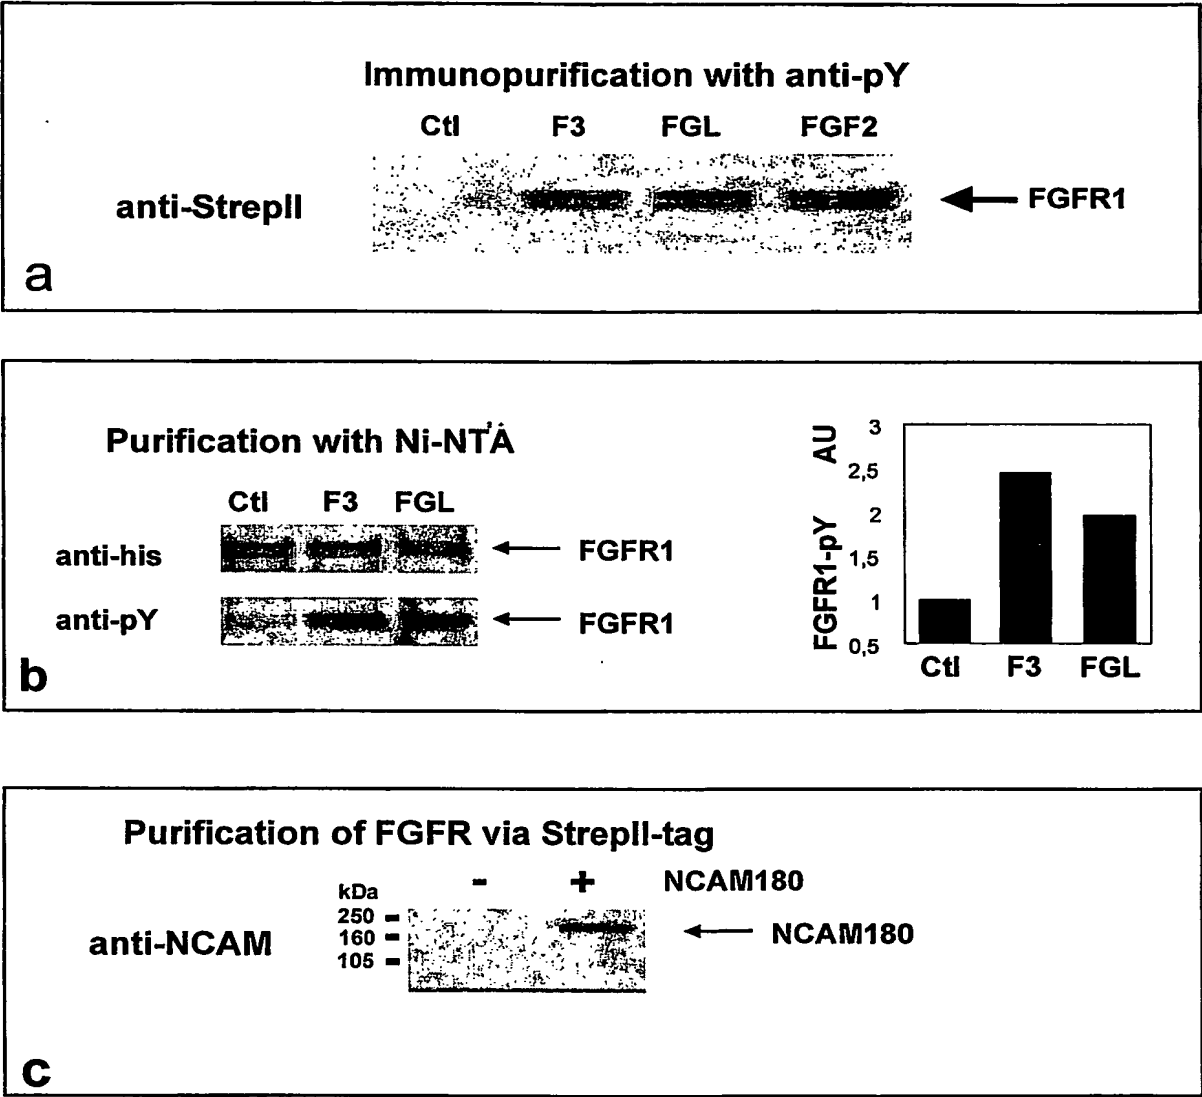 Immunopurification with anti-pY
Ctl F3 FGL FGF2
anti-StrepII FGFR1
a
Purification with Ni-NTA
Ctl F3 FGL
anti-his FGFR1
anti-pY FGFR1
b
FGFR1-pY AU
3
2,5
2
1,5
1
0,5
Ctl F3 FGL
Purification of FGFR via StrepII-tag
- + NCAM180
kDa
250
160
105
anti-NCAM NCAM180
c